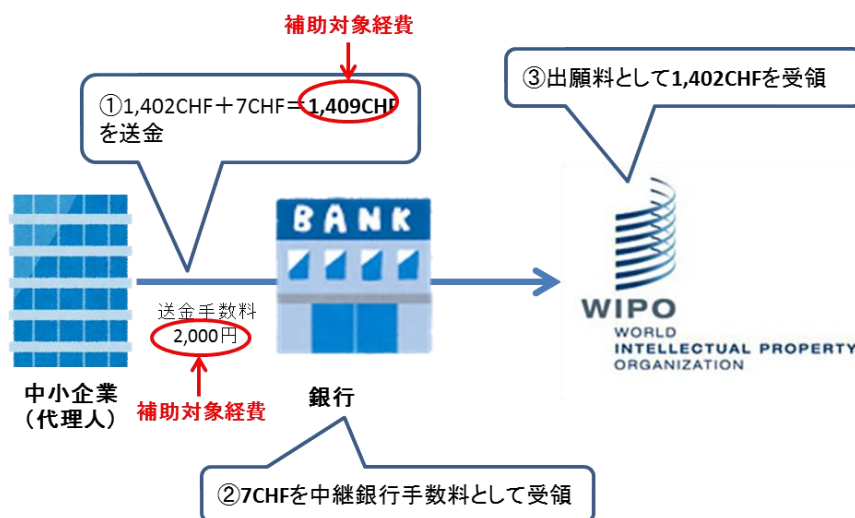 補助対象経費
①1,402CHF＋7CHF＝1,409CHF
を送金
③出願料として1,402CHFを受領
BANK
送金手数料
2,000円
WIPO
WORLD
INTELLECTUAL PROPERTY
ORGANIZATION
中小企業
（代理人）
補助対象経費
銀行
②7CHFを中継銀行手数料として受領